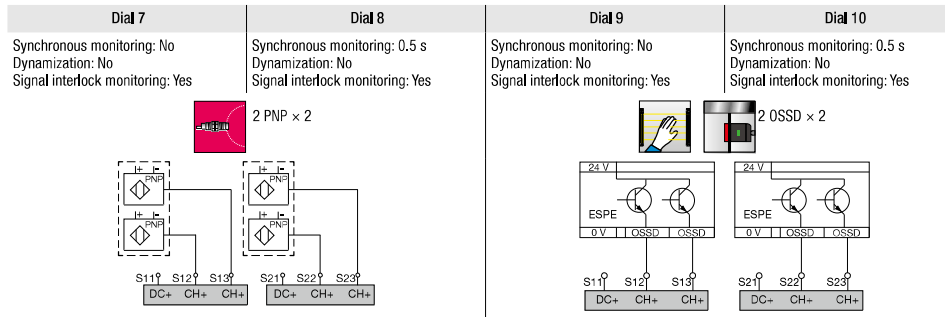 Dial 7
Dial 8
Dial 9
Dial 10
Synchronous monitoring: No
Dynamization: No
Signal interlock monitoring: Yes
Synchronous monitoring: 0.5 s
Dynamization: No
Signal interlock monitoring: Yes
Synchronous monitoring: No
Dynamization: No
Signal interlock monitoring: Yes
Synchronous monitoring: 0.5 s
Dynamization: No
Signal interlock monitoring: Yes
2 PNP × 2
2 OSSD × 2
I+ I-
PNP
I+ I-
PNP
I+ I-
PNP
I+ I-
PNP
S11 S12 S13
DC+ CH+ CH+
S21 S22 S23
DC+ CH+ CH+
24 V
ESPE
0 V OSSD OSSD
S11 S12 S13
DC+ CH+ CH+
24 V
ESPE
0 V OSSD OSSD
S21 S22 S23
DC+ CH+ CH+